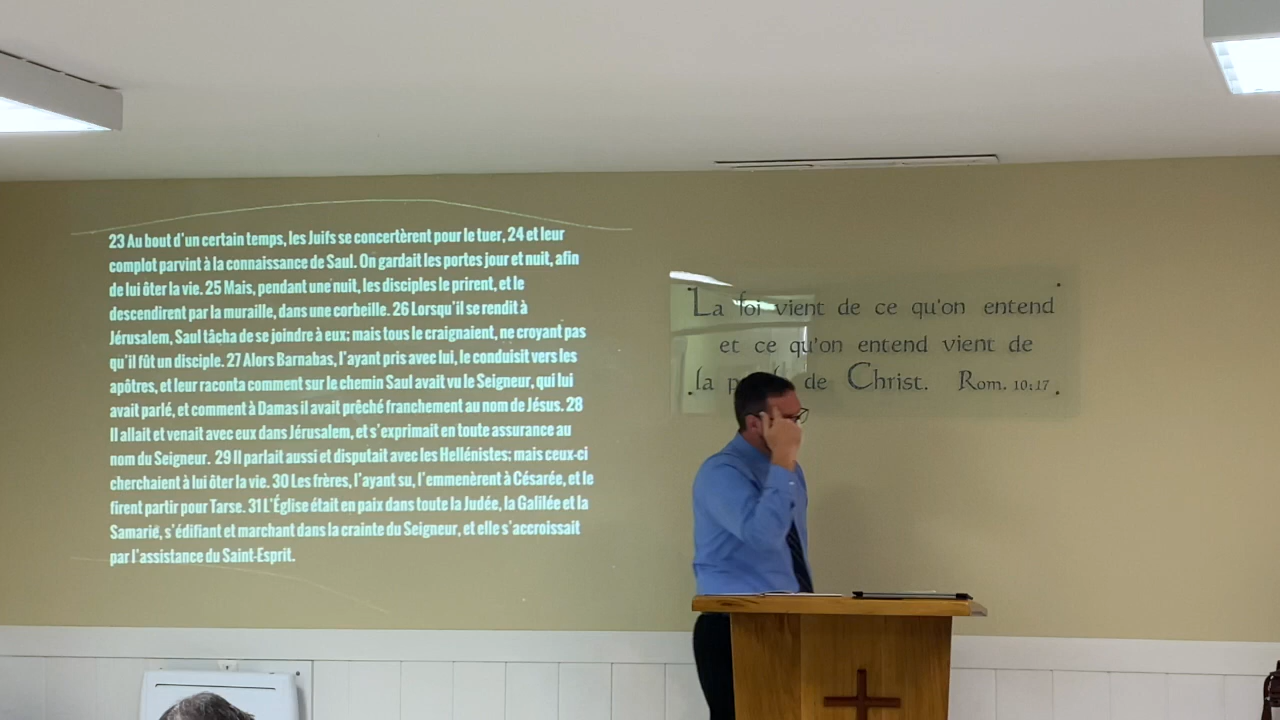 23 Au bout d'un certain temps, les Juifs se concertèrent pour le tuer, 24 et leur
complot parvint à la connaissance de Saul. On gardait les portes jour et nuit, afin
de lui ôter la vie. 25 Mais, pendant une nuit, les disciples le prirent, et le
descendirent par la muraille, dans une corbeille. 26 Lorsqu'il se rendit à
Jérusalem, Saul tâcha de se joindre à eux; mais tous le craignaient, ne croyant pas
qu'il fût un disciple. 27 Alors Barnabas, l'ayant pris avec lui, le conduisit vers les
apôtres, et leur raconta comment sur le chemin Saul avait vu le Seigneur, qui lui
avait parlé, et comment à Damas il avait prêché franchement au nom de Jésus. 28
Il allait et venait avec eux dans Jérusalem, et s'exprimait en toute assurance au
nom du Seigneur. 29 Il parlait aussi et disputait avec les Hellénistes; mais ceux-ci
cherchaient à lui ôter la vie. 30 Les frères, l'ayant su, l'emmenèrent à Césarée, et le
firent partir pour Tarse. 31 L'Église était en paix dans toute la Judée, la Galilée et la
Samarie, s'édifiant et marchant dans la crainte du Seigneur, et elle s'accroissait
par l'assistance du Saint-Esprit.
La foi vient de ce qu'on entend
et ce qu'on entend vient de
la de Christ. Rom. 10:17